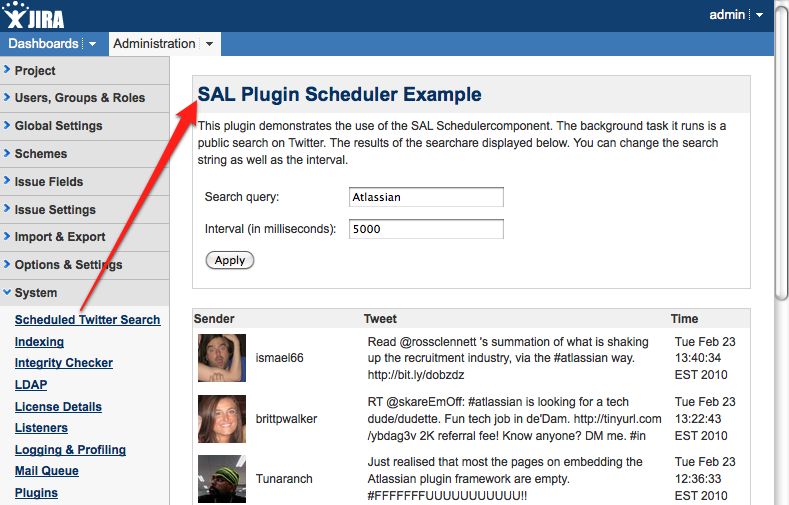 JIRA
admin
Dashboards
Administration
Project
Users, Groups & Roles
Global Settings
Schemes
Issue Fields
Issue Settings
Import & Export
Options & Settings
System
Scheduled Twitter Search
Indexing
Integrity Checker
LDAP
License Details
Listeners
Logging & Profiling
Mail Queue
Plugins
SAL Plugin Scheduler Example
This plugin demonstrates the use of the SAL Schedulercomponent. The background task it runs is a
public search on Twitter. The results of the searchare displayed below. You can change the search
string as well as the interval.
Search query: Atlassian
Interval (in milliseconds): 5000
Apply
Sender Tweet Time
ismael66
Read @rossclennett 's summation of what is shaking
up the recruitment industry, via the #atlassian way.
http://bit.ly/dobzdz
Tue Feb 23
13:40:34
EST 2010
brittpwalker
RT @skareEmOff: #atlassian is looking for a tech
dude/dudette. Fun tech job in de'Dam. http://tinyurl.com
/ybdag3v 2K referral fee! Know anyone? DM me. #in
Tue Feb 23
13:22:43
EST 2010
Tunaranch
Just realised that most the pages on embedding the
Atlassian plugin framework are empty.
#FFFFFFFUUUUUUUUUUU!!
Tue Feb 23
12:36:33
EST 2010